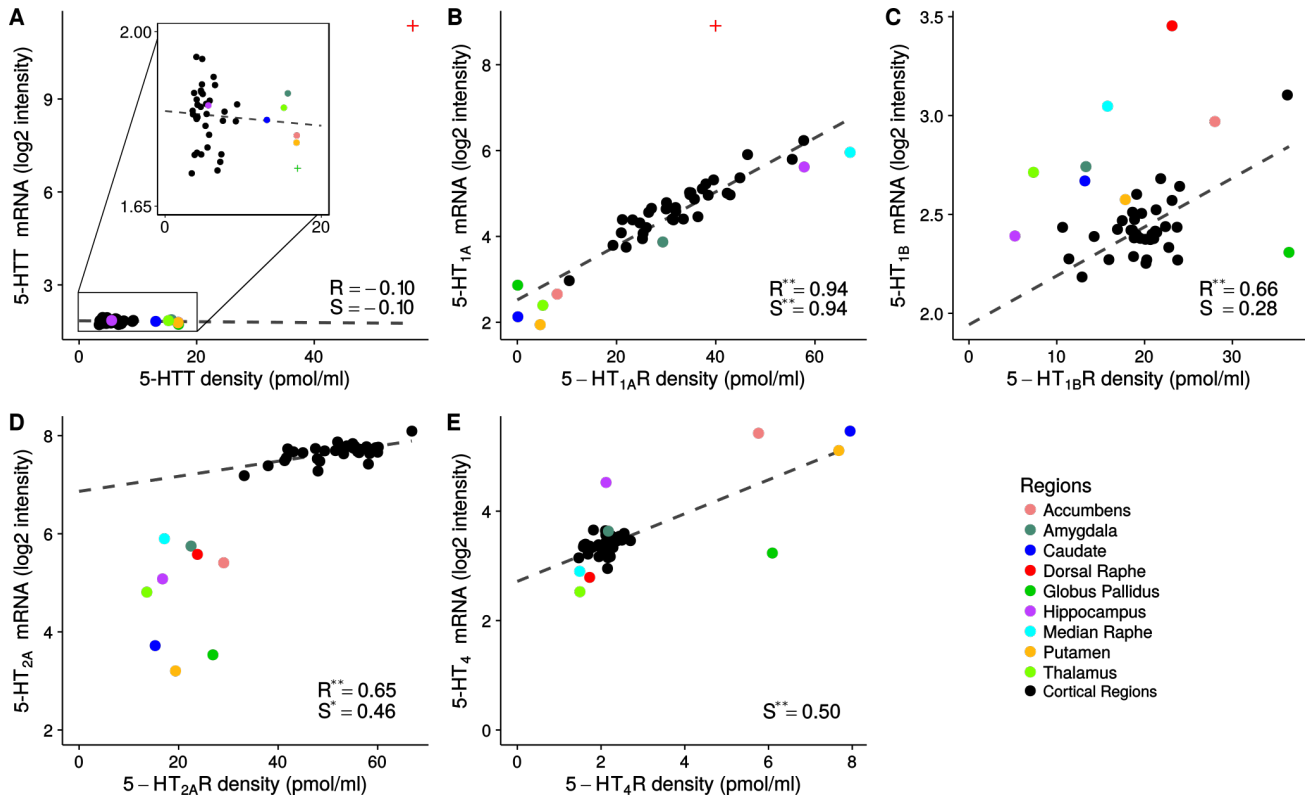 A
5-HTT mRNA (log2 intensity)
9
6
3
2.00
1.65
0
20
R = −0.10
S = −0.10
0
20
40
5-HTT density (pmol/ml)
B
5-HT1A mRNA (log2 intensity)
8
6
4
2
R** = 0.94
S** = 0.94
0
20
40
60
5 − HT1AR density (pmol/ml)
C
5-HT1B mRNA (log2 intensity)
3.5
3.0
2.5
2.0
R** = 0.66
S = 0.28
0
10
20
30
5 − HT1BR density (pmol/ml)
D
5-HT2A mRNA (log2 intensity)
8
6
4
2
R** = 0.65
S* = 0.46
0
20
40
60
5 − HT2AR density (pmol/ml)
E
5-HT4 mRNA (log2 intensity)
4
2
0
S** = 0.50
0
2
4
6
8
5 − HT4R density (pmol/ml)
Regions
Accumbens
Amygdala
Caudate
Dorsal Raphe
Globus Pallidus
Hippocampus
Median Raphe
Putamen
Thalamus
Cortical Regions